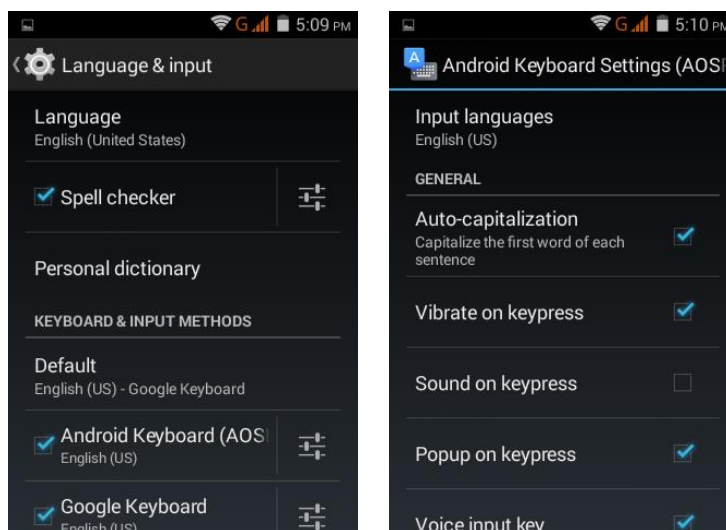 G 5:09 PM
Language & input
Language
English (United States)
Spell checker
Personal dictionary
KEYBOARD & INPUT METHODS
Default
English (US) - Google Keyboard
Android Keyboard (AOS
English (US)
Google Keyboard
English (US)
G 5:10 PM
A
Android Keyboard Settings (AOSP
Input languages
English (US)
GENERAL
Auto-capitalization
Capitalize the first word of each
sentence
Vibrate on keypress
Sound on keypress
Popup on keypress
Voice input key